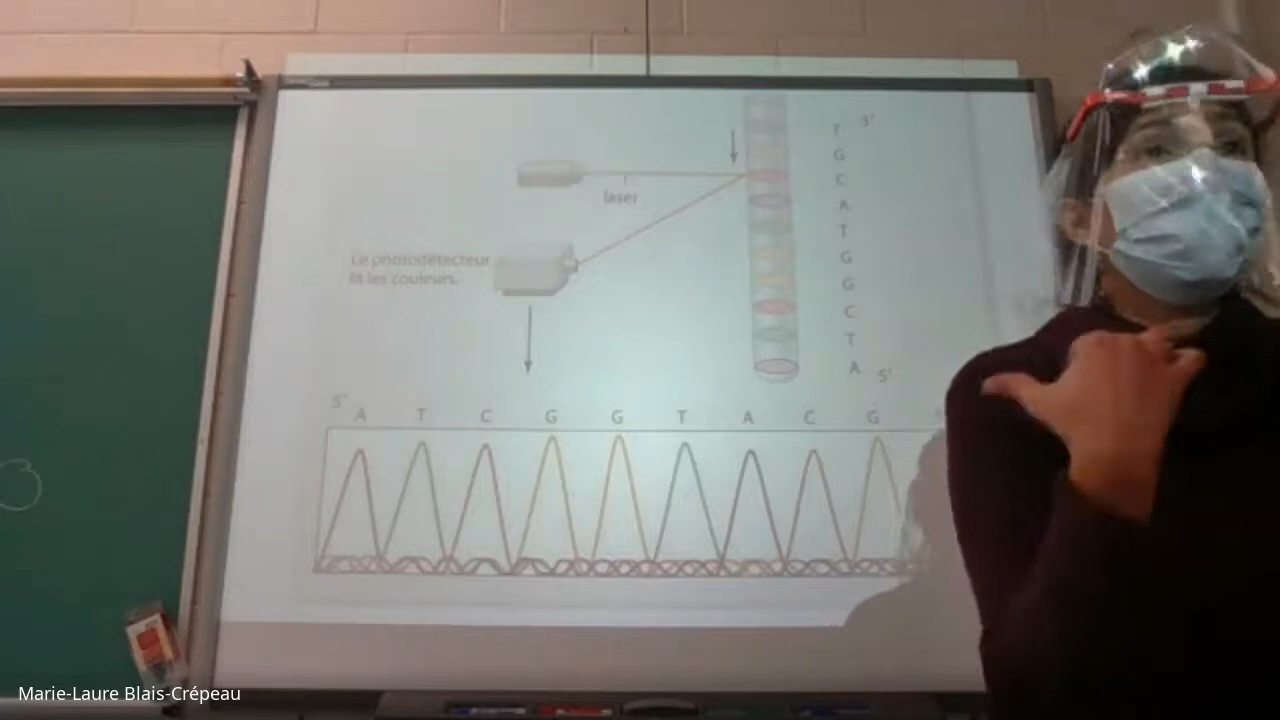 T 3'
G
C
laser
A
T
Le photodétecteur
lit les couleurs.
G
G
C
T
A 5'
5' A T C G G T A C G
Marie-Laure Blais-Crépeau